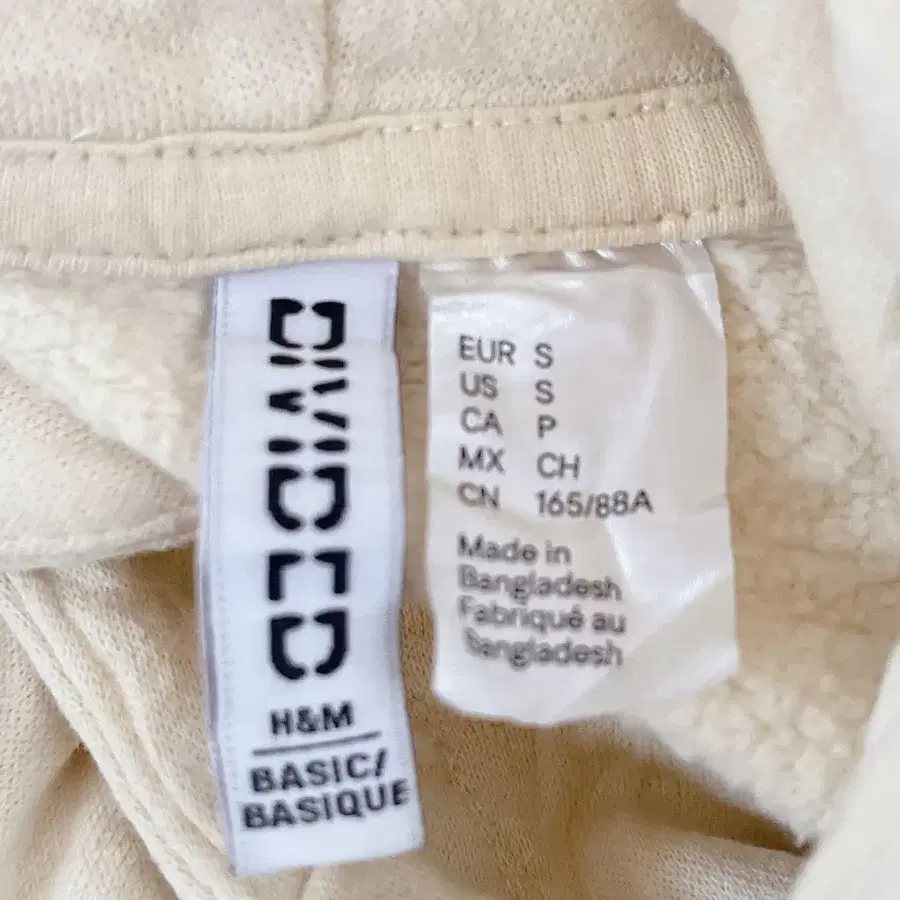 DIVIDED
H&M
BASIC/
BASIQUE
EUR S
US S
CA P
MX CH
CN 165/88A
Made in
Bangladesh
Fabriqué au
Bangladesh